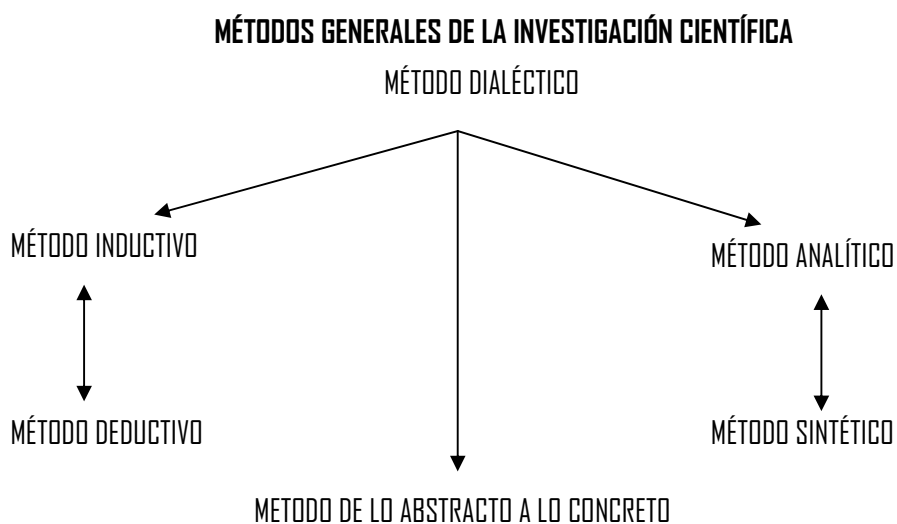 MÉTODOS GENERALES DE LA INVESTIGACIÓN CIENTÍFICA
MÉTODO DIALÉCTICO
MÉTODO INDUCTIVO
MÉTODO ANALÍTICO
MÉTODO DEDUCTIVO
MÉTODO SINTÉTICO
METODO DE LO ABSTRACTO A LO CONCRETO